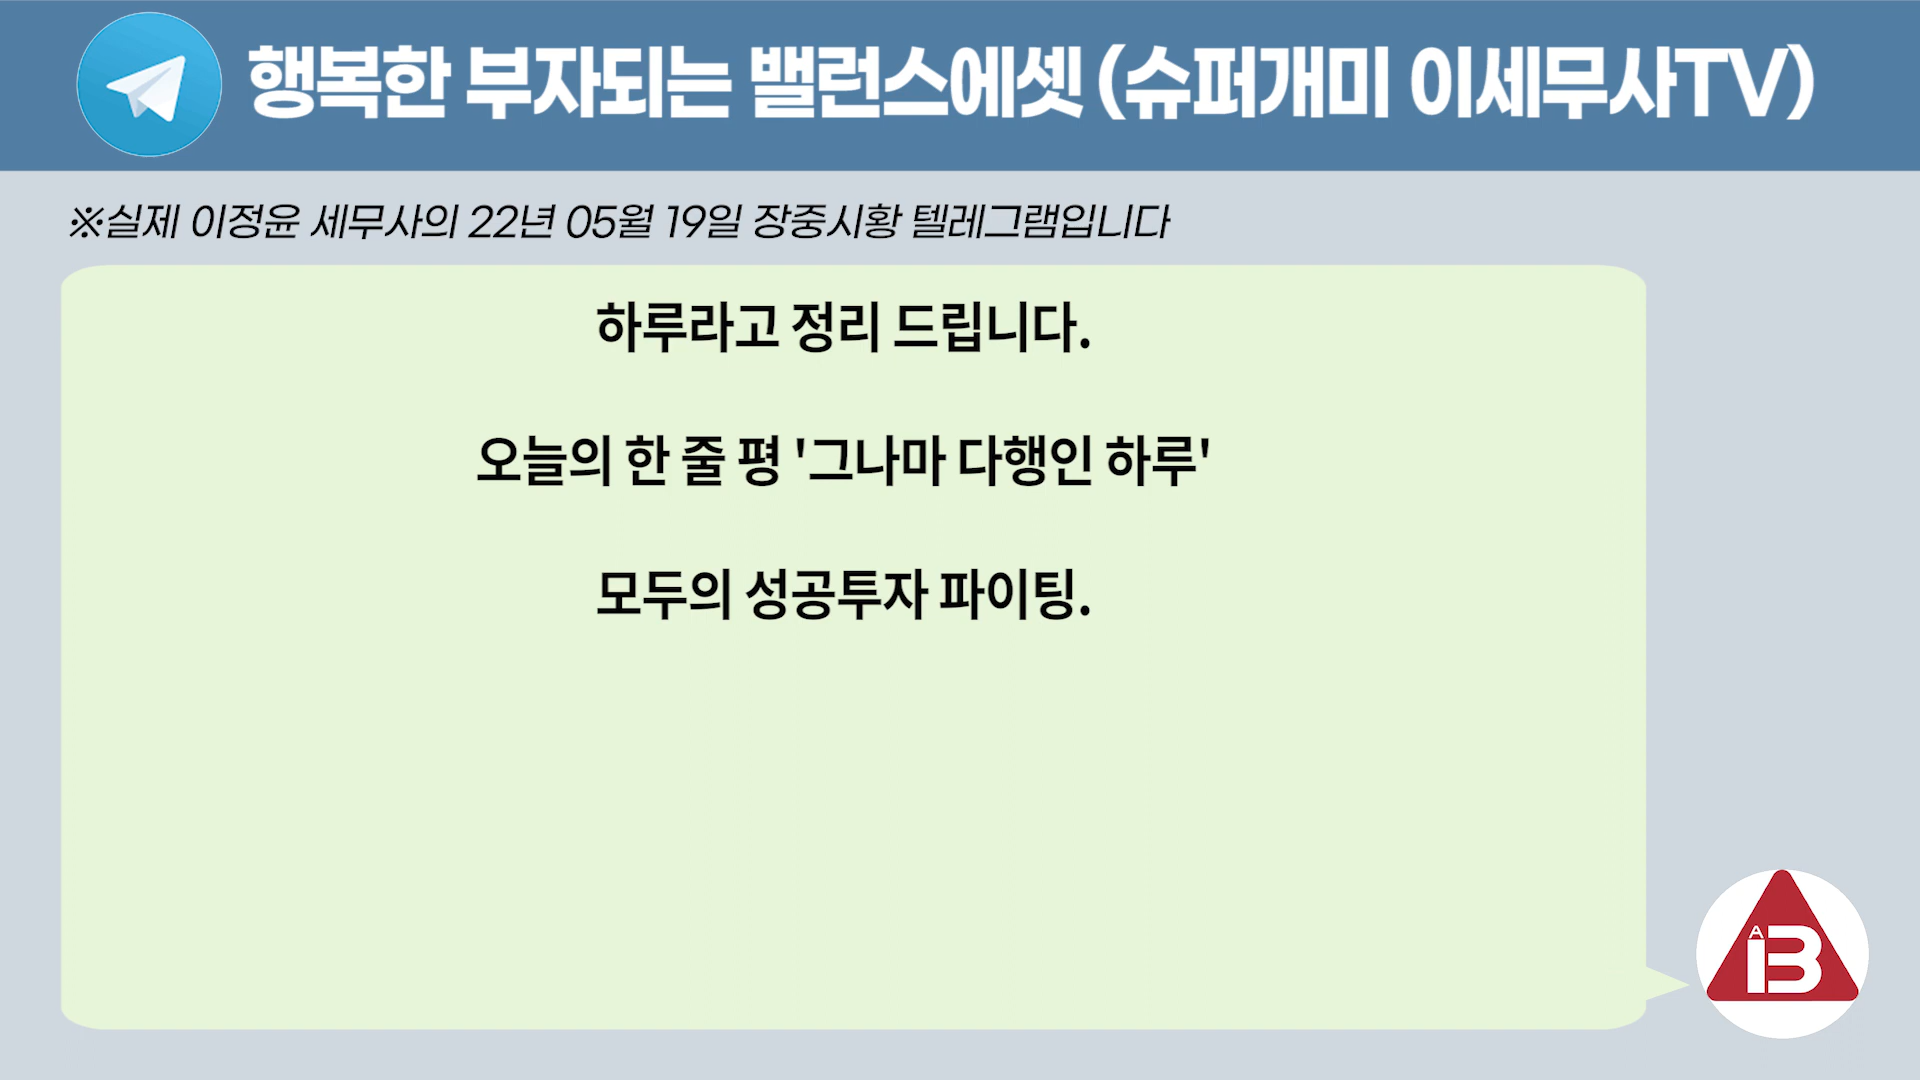 행복한 부자되는 밸런스에셋 (슈퍼개미 이세무사TV)
※실제 이정윤 세무사의 22년 05월 19일 장중시황 텔레그램입니다
하루라고 정리 드립니다.
오늘의 한 줄 평 '그나마 다행인 하루'
모두의 성공투자 파이팅.
A
B